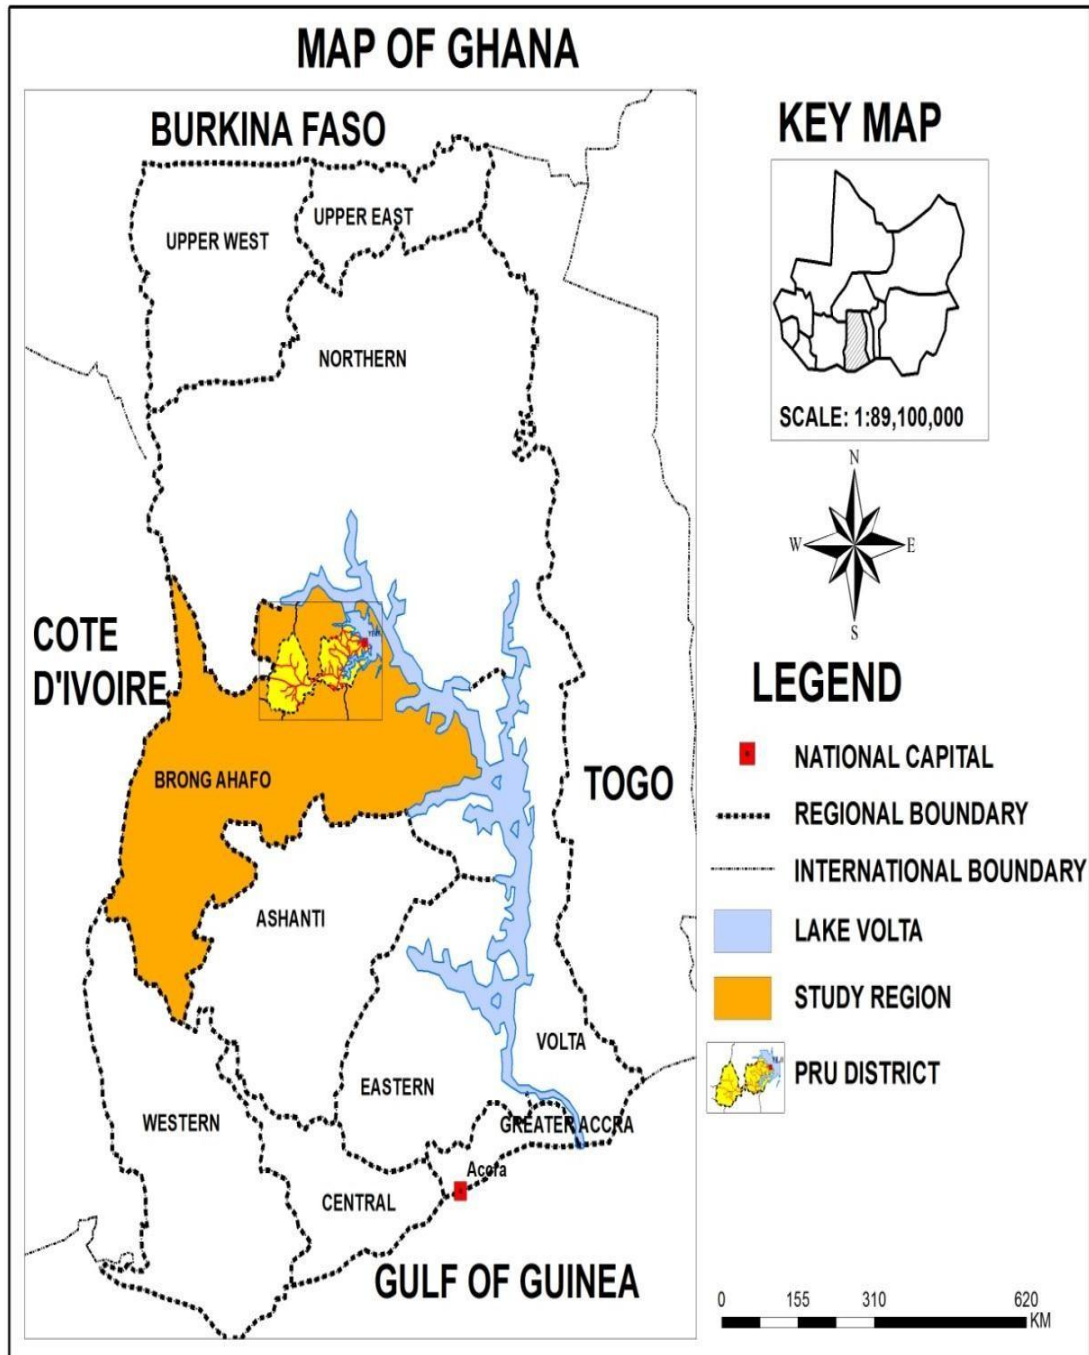 MAP OF GHANA
BURKINA FASO
KEY MAP
UPPER EAST
UPPER WEST
NORTHERN
SCALE: 1:89,100,000
N
W
E
S
COTE
D'IVOIRE
LEGEND
NATIONAL CAPITAL
BRONG AHAFO
TOGO
REGIONAL BOUNDARY
INTERNATIONAL BOUNDARY
ASHANTI
LAKE VOLTA
STUDY REGION
VOLTA
PRU DISTRICT
EASTERN
WESTERN
GREATER ACCRA
Accra
CENTRAL
GULF OF GUINEA
0 155 310 620
KM